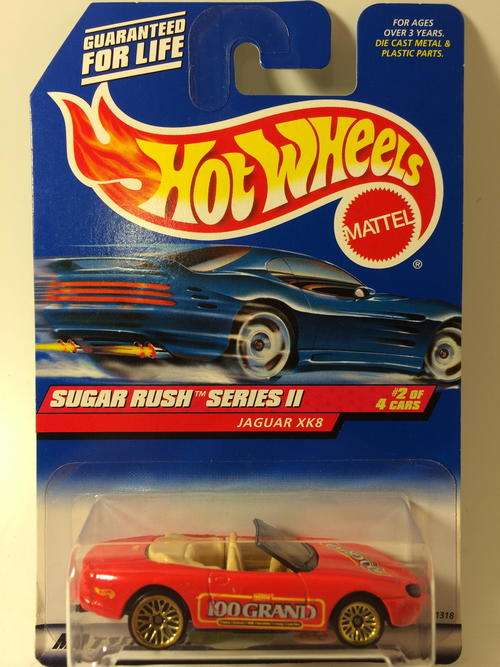 GUARANTEED
FOR LIFE
FOR AGES
OVER 3 YEARS.
DIE CAST METAL &
PLASTIC PARTS.
HOT WHEELS
MATTEL
®
SUGAR RUSH™ SERIES II
#2 OF
4 CARS
JAGUAR XK8
100 GRAND
1318